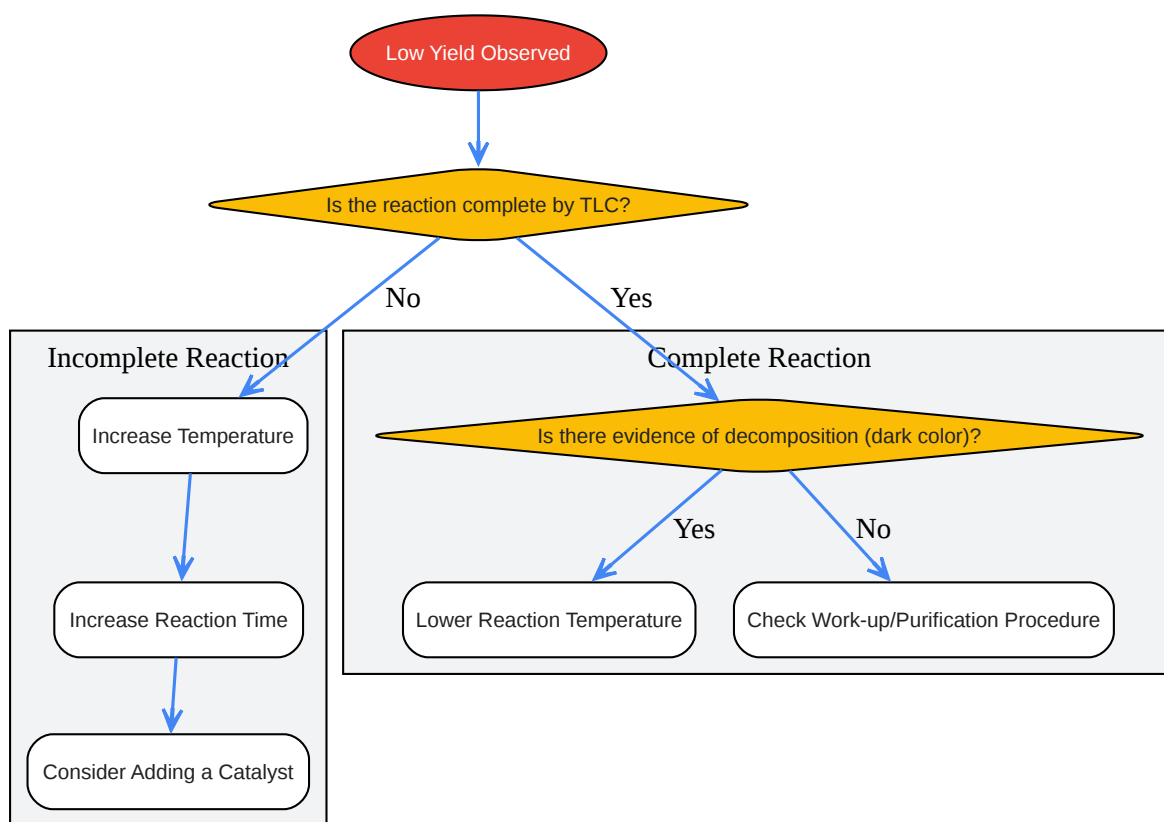 Low Yield Observed
Is the reaction complete by TLC?
No
Yes
Incomplete Reaction
Complete Reaction
Increase Temperature
Is there evidence of decomposition (dark color)?
Yes
No
Increase Reaction Time
Lower Reaction Temperature
Check Work-up/Purification Procedure
Consider Adding a Catalyst